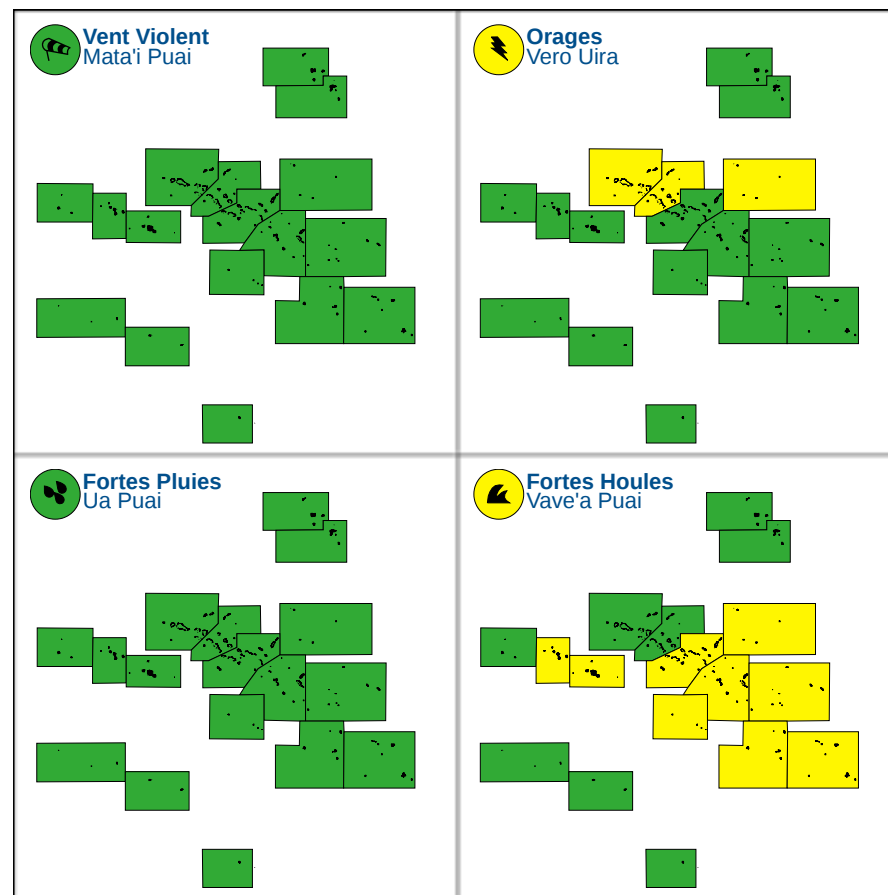 Vent Violent
Mata'i Puai
Orages
Vero Uira
Fortes Pluies
Ua Puai
Fortes Houles
Vave'a Puai